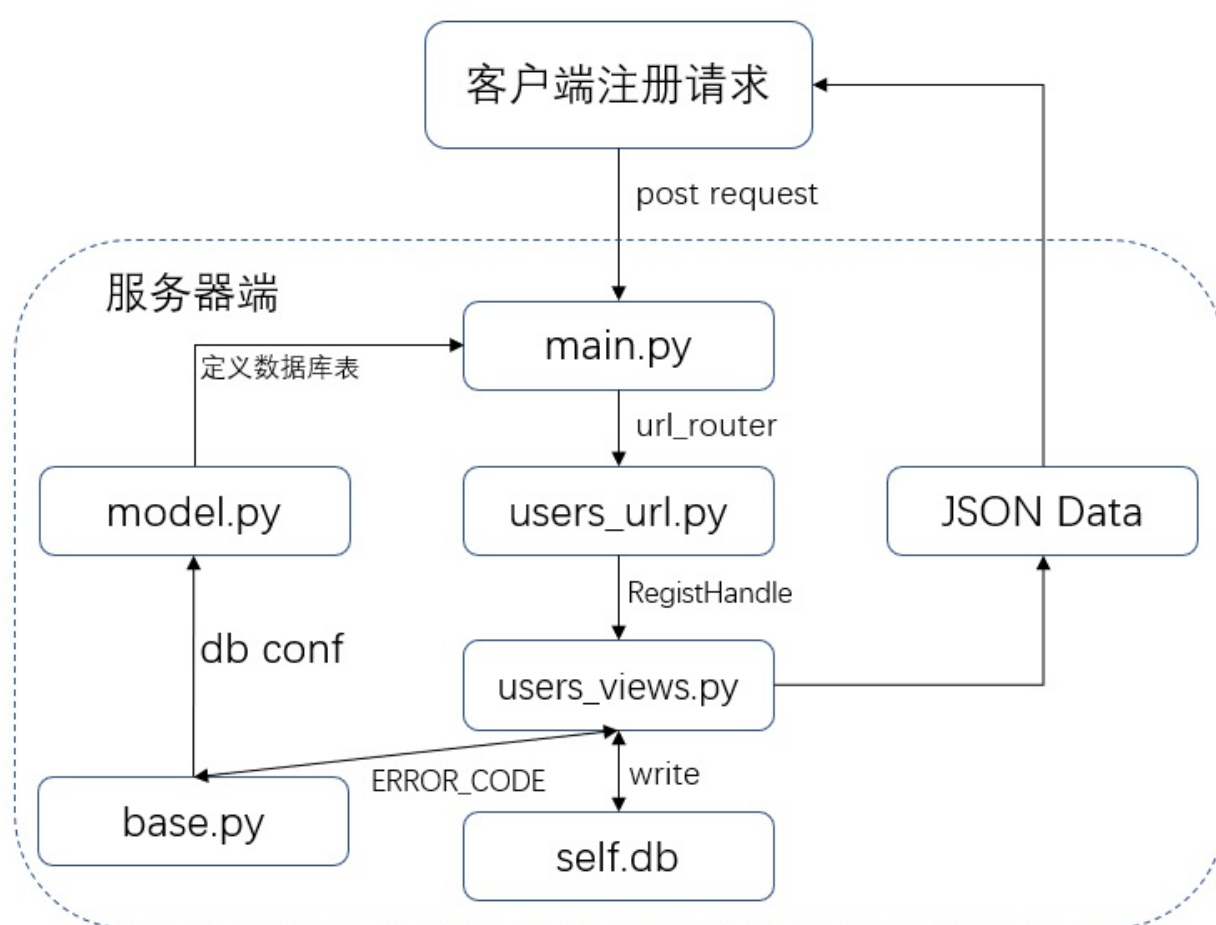 客户端注册请求
post request
服务器端
main.py
定义数据库表
url_router
model.py
users_url.py
JSON Data
RegistHandle
db conf
users_views.py
ERROR_CODE
write
base.py
self.db